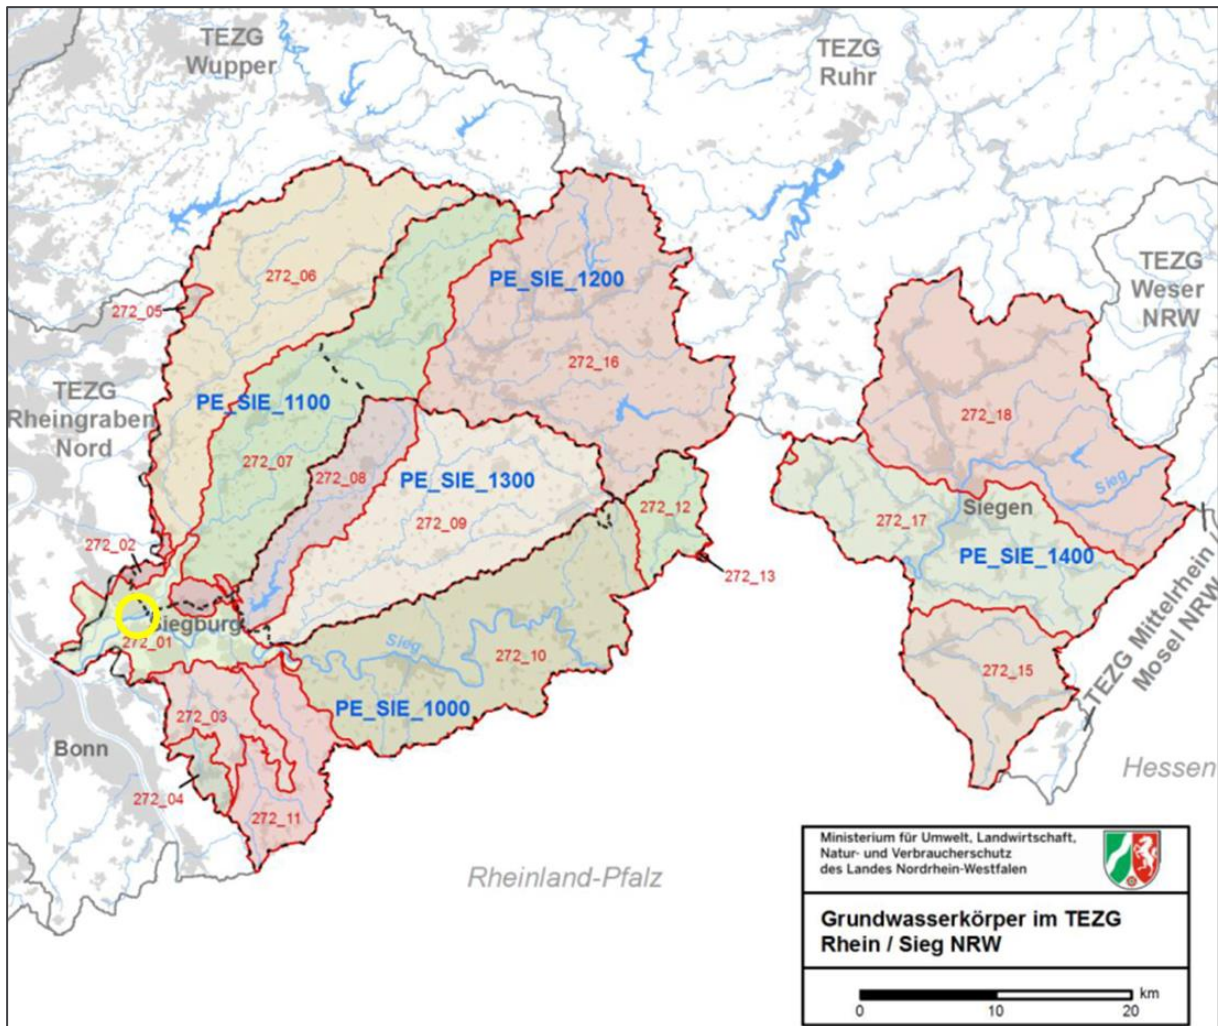 TEZG
Wupper
TEZG
Ruhr
TEZG
Weser
NRW
272_06
PE_SIE_1200
272_05
272_16
TEZG
Rheingraben
Nord
PE_SIE_1100
272_18
272_07
272_08
PE_SIE_1300
Sieg
272_09
272_12
272_17
Siegen
272_02
PE_SIE_1400
272_13
Siegburg
272_01
Sieg
272_10
272_15
TEZG Mittelrhein /
Mosel NRW
272_03
PE_SIE_1000
Bonn
Hessen
272_04
272_11
Rheinland-Pfalz
Ministerium für Umwelt, Landwirtschaft,
Natur- und Verbraucherschutz
des Landes Nordrhein-Westfalen
Grundwasserkörper im TEZG
Rhein / Sieg NRW
km
0 10 20